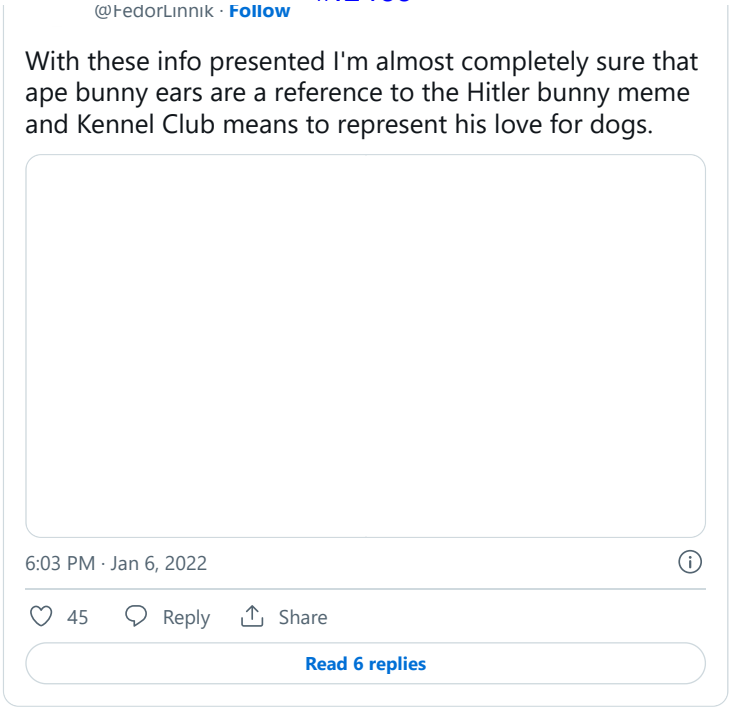 @FedorLinnik · Follow
With these info presented I'm almost completely sure that
ape bunny ears are a reference to the Hitler bunny meme
and Kennel Club means to represent his love for dogs.
6:03 PM · Jan 6, 2022
45 Reply Share
Read 6 replies